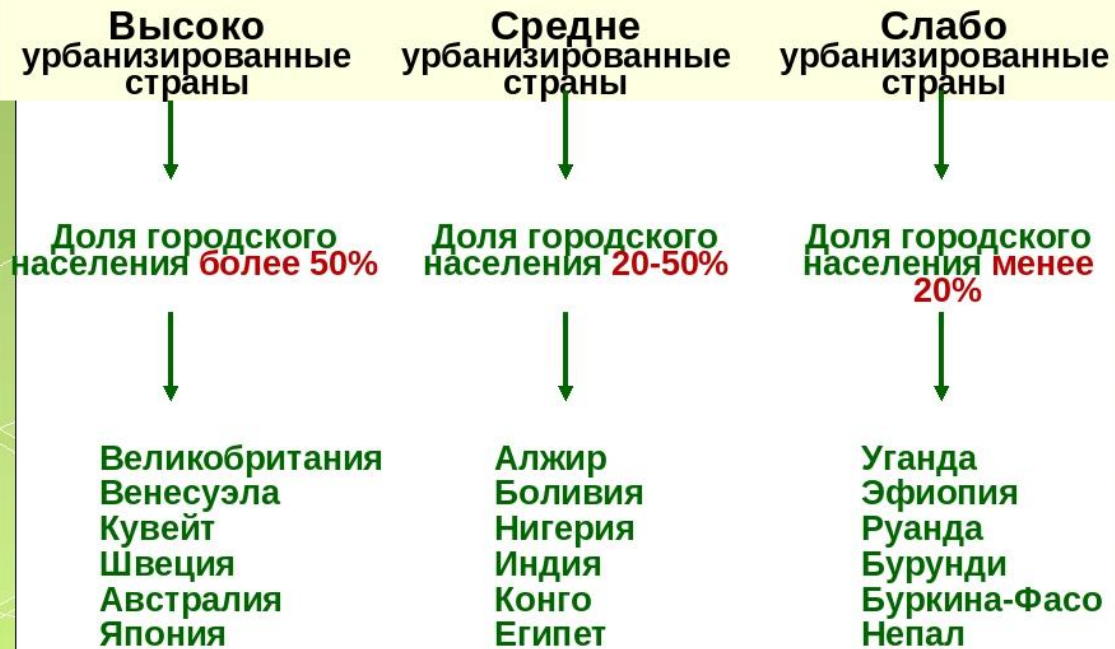 Высоко
урбанизированные
страны
Средне
урбанизированные
страны
Слабо
урбанизированные
страны
Доля городского
населения более 50%
Доля городского
населения 20-50%
Доля городского
населения менее
20%
Великобритания
Венесуэла
Кувейт
Швеция
Австралия
Япония
Алжир
Боливия
Нигерия
Индия
Конго
Египет
Уганда
Эфиопия
Руанда
Бурунди
Буркина-Фасо
Непал